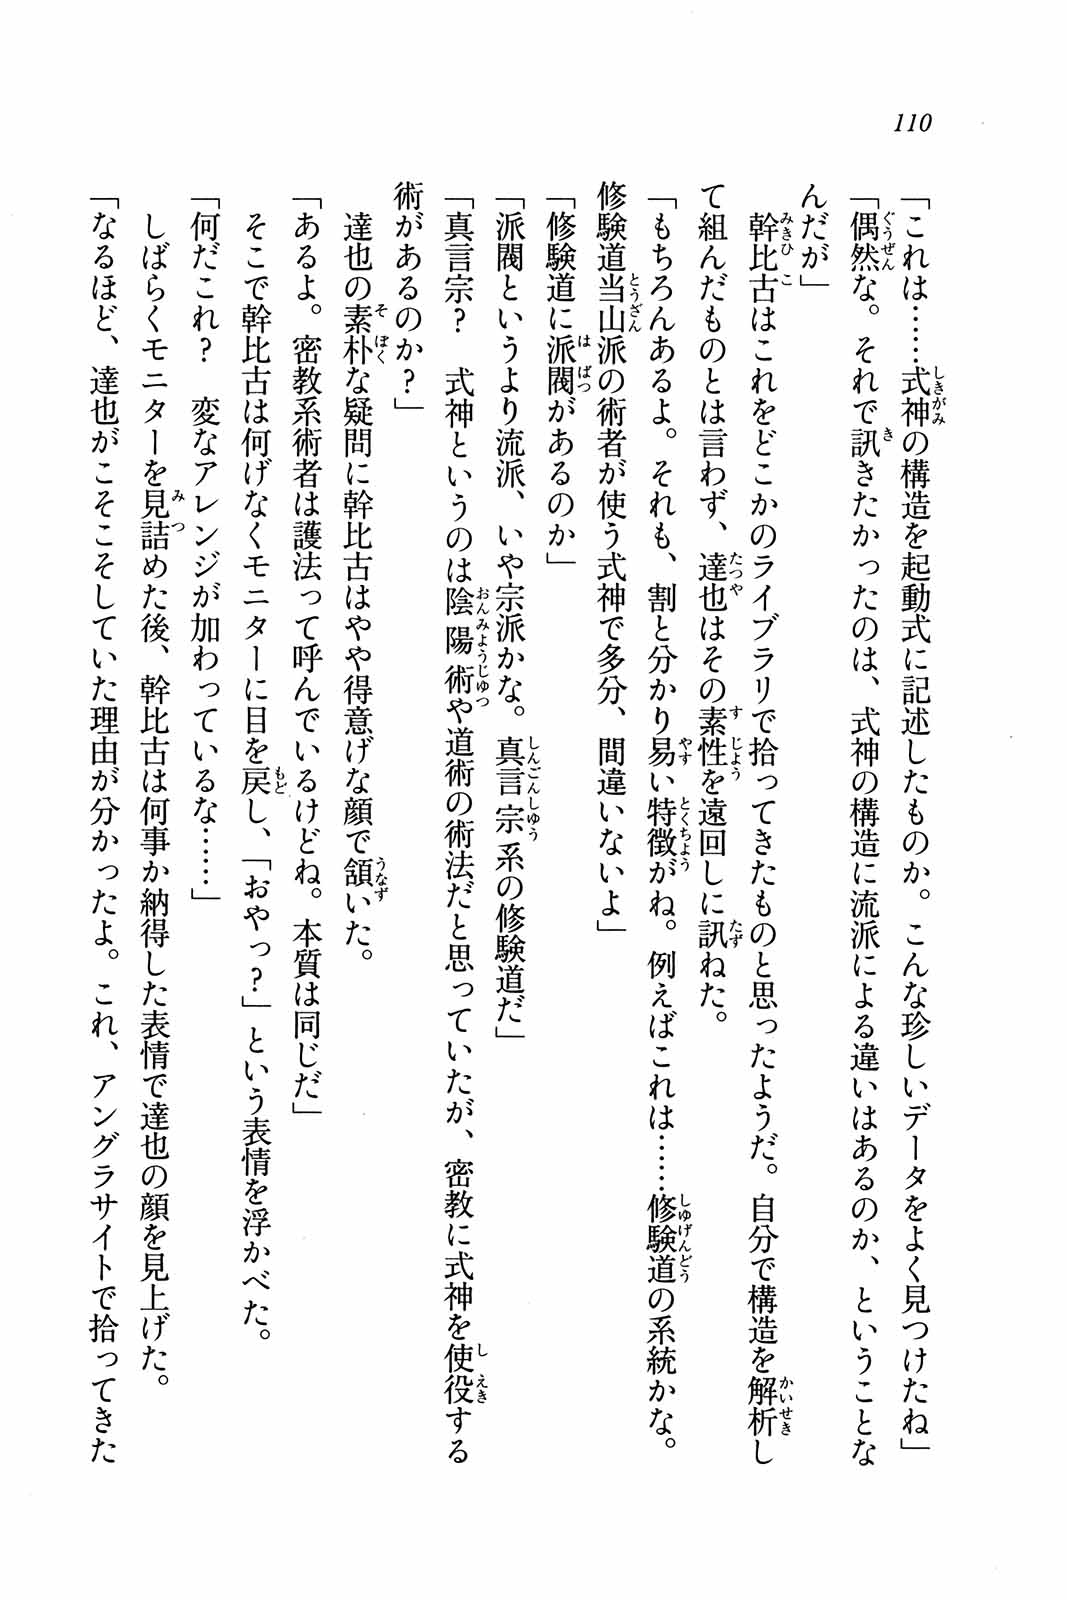 110
「これは……式神の構造を起動式に記述したものか。こんな珍しいデータをよく見つけたね」
「偶然な。それで訊きたかったのは、式神の構造に流派による違いはあるのか、ということな
んだが」
　幹比古はこれをどこかのライブラリで拾ってきたものと思ったようだ。自分で構造を解析し
て組んだものとは言わず、達也はその素性を遠回しに訊ねた。
「もちろんあるよ。それも、割と分かり易い特徴がね。例えばこれは……修験道の系統かな。
修験道当山派の術者が使う式神で多分、間違いないよ」
「修験道に派閥があるのか」
「派閥というより流派、いや宗派かな。真言宗系の修験道だ」
「真言宗？　式神というのは陰陽術や道術の術法だと思っていたが、密教に式神を使役する
術があるのか？」
　達也の素朴な疑問に幹比古はやや得意げな顔で頷いた。
「あるよ。密教系術者は護法って呼んでいるけどね。本質は同じだ」
　そこで幹比古は何げなくモニターに目を戻し、「おやっ？」という表情を浮かべた。
「何だこれ？　変なアレンジが加わっているな……」
　しばらくモニターを見詰めた後、幹比古は何事か納得した表情で達也の顔を見上げた。
「なるほど、達也がこそこそしていた理由が分かったよ。これ、アングラサイトで拾ってきた